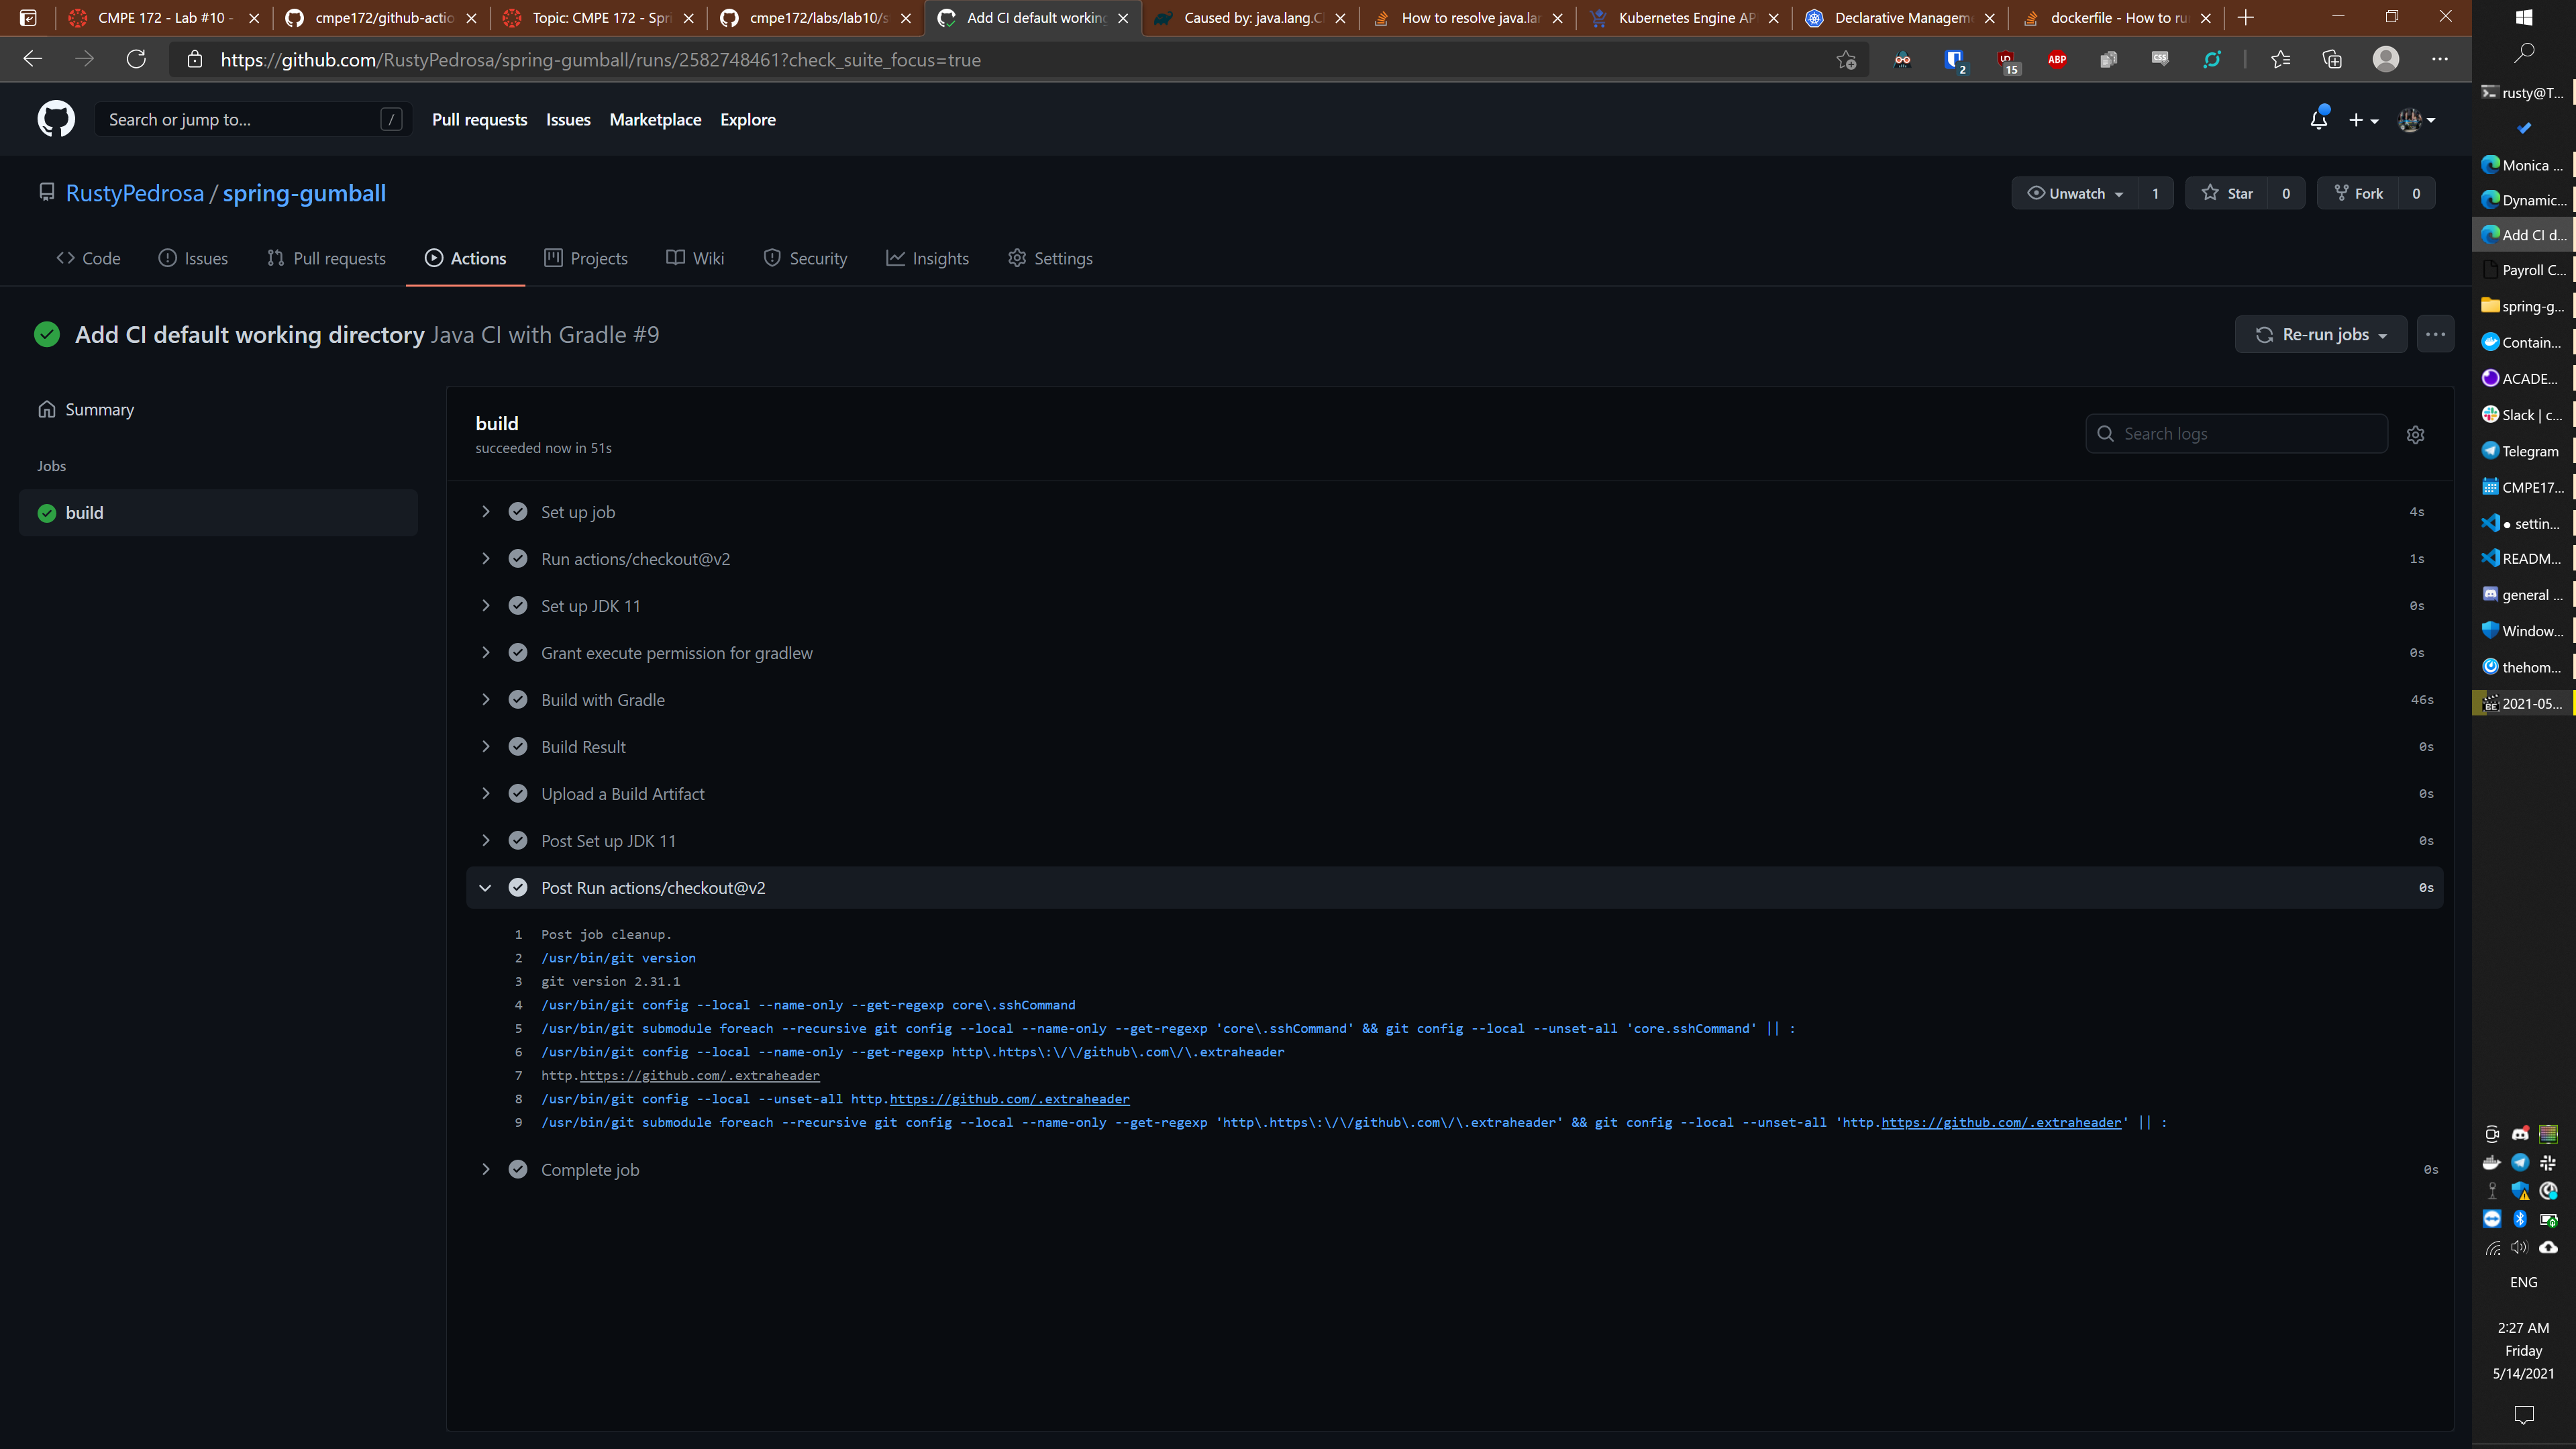 CMPE 172 - Lab #10 -
cmpe172/github-actio
Topic: CMPE 172 - Spri
cmpe172/labs/lab10/s
Add CI default working
Caused by: java.lang.Cl
How to resolve java.lan
Kubernetes Engine AP
Declarative Manageme
dockerfile - How to ru
https://github.com/RustyPedrosa/spring-gumball/runs/2582748461?check_suite_focus=true
2
15
ABP
CSS
Search or jump to...
/
Pull requests
Issues
Marketplace
Explore
RustyPedrosa / spring-gumball
Unwatch
1
Star
0
Fork
0
Code
Issues
Pull requests
Actions
Projects
Wiki
Security
Insights
Settings
Add CI default working directory Java CI with Gradle #9
Re-run jobs
Summary
Jobs
build
build
succeeded now in 51s
Search logs
Set up job
4s
Run actions/checkout@v2
1s
Set up JDK 11
0s
Grant execute permission for gradlew
0s
Build with Gradle
46s
Build Result
0s
Upload a Build Artifact
0s
Post Set up JDK 11
0s
Post Run actions/checkout@v2
0s
1 Post job cleanup.
2 /usr/bin/git version
3 git version 2.31.1
4 /usr/bin/git config --local --name-only --get-regexp core\.sshCommand
5 /usr/bin/git submodule foreach --recursive git config --local --name-only --get-regexp 'core\.sshCommand' && git config --local --unset-all 'core.sshCommand' || :
6 /usr/bin/git config --local --name-only --get-regexp http\.https\:\/\/github\.com\/\.extraheader
7 http.https://github.com/.extraheader
8 /usr/bin/git config --local --unset-all http.https://github.com/.extraheader
9 /usr/bin/git submodule foreach --recursive git config --local --name-only --get-regexp 'http\.https\:\/\/github\.com\/\.extraheader' && git config --local --unset-all 'http.https://github.com/.extraheader' || :
Complete job
0s
rusty@T...
Monica ...
Dynamic...
Add CI d...
Payroll C...
spring-g...
Contain...
ACADE...
Slack | c...
Telegram
CMPE17...
● settin...
READM...
general ...
Window...
thehom...
2021-05...
ENG
2:27 AM
Friday
5/14/2021